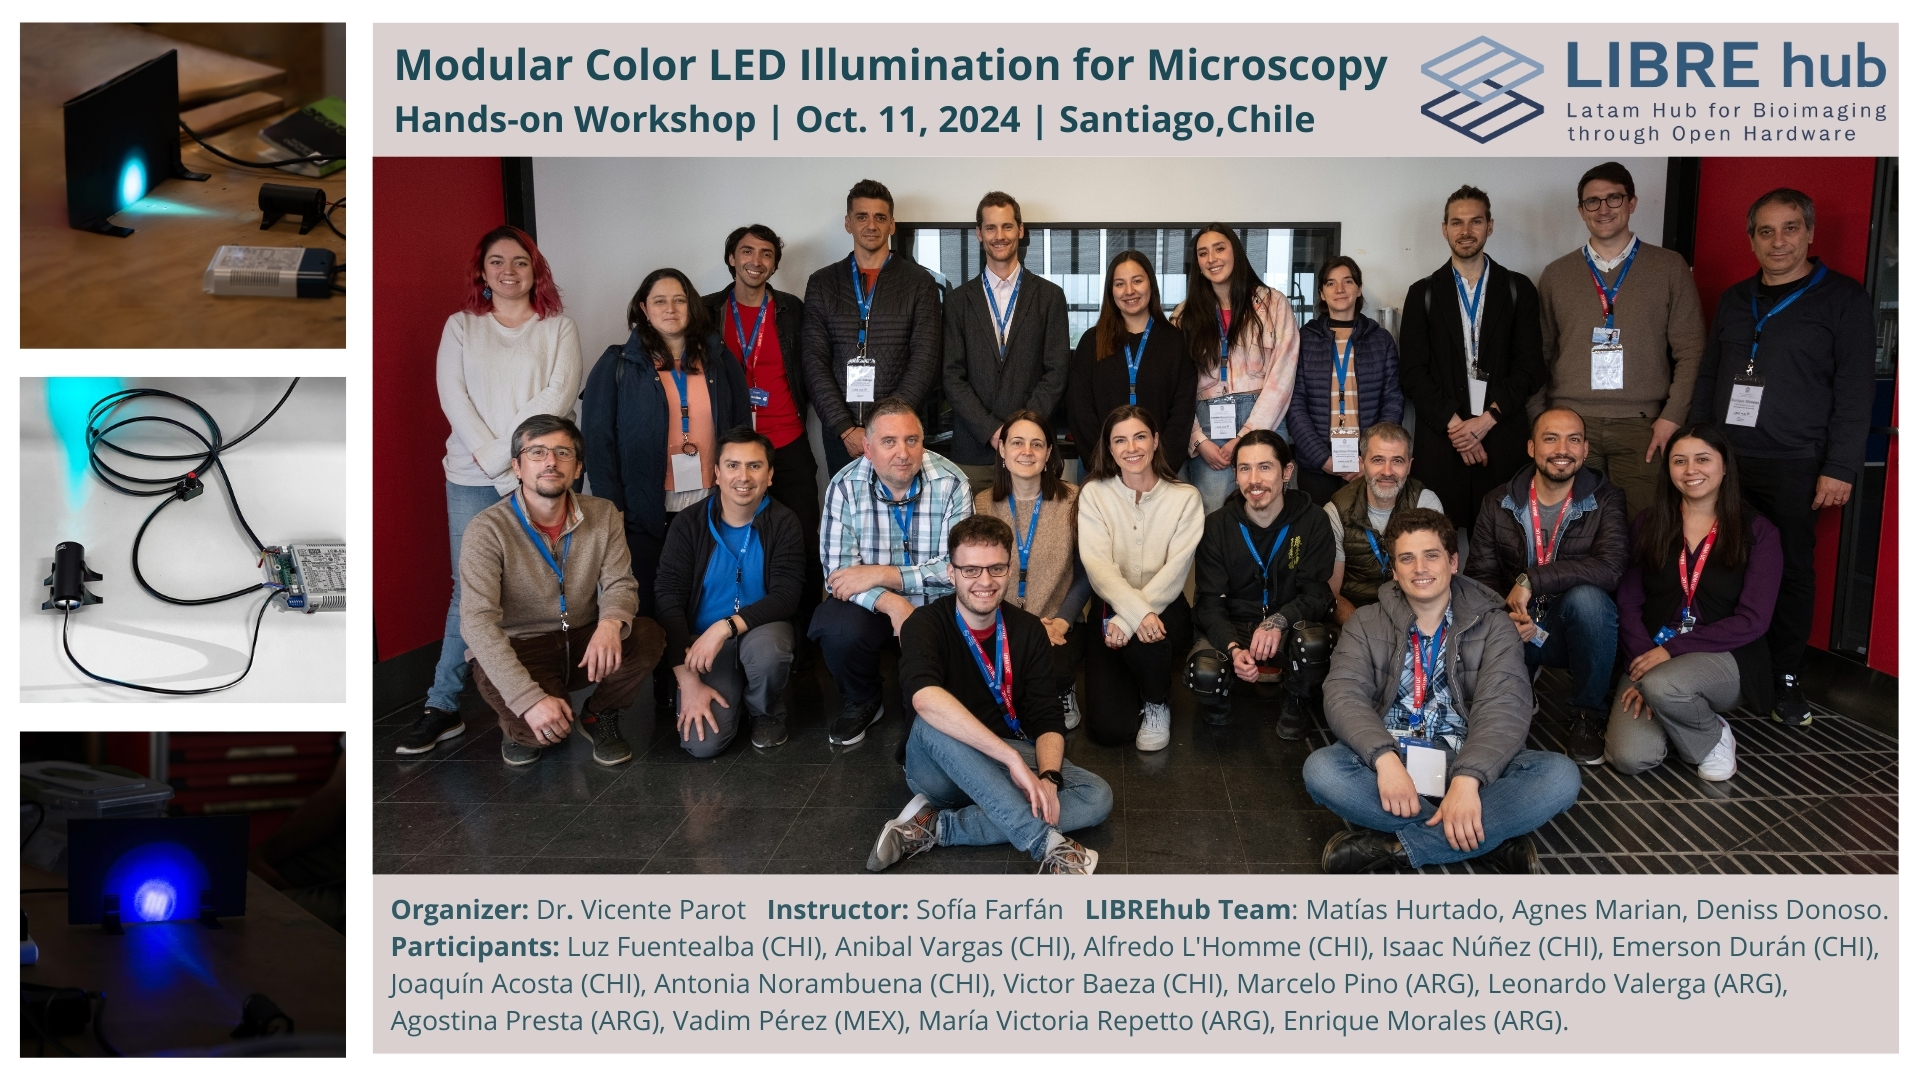 Modular Color LED Illumination for Microscopy
Hands-on Workshop | Oct. 11, 2024 | Santiago,Chile
LIBRE hub
Latam Hub for Bioimaging
through Open Hardware
Organizer: Dr. Vicente Parot Instructor: Sofía Farfán LIBREhub Team: Matías Hurtado, Agnes Marian, Deniss Donoso.
Participants: Luz Fuentealba (CHI), Anibal Vargas (CHI), Alfredo L'Homme (CHI), Isaac Núñez (CHI), Emerson Durán (CHI),
Joaquín Acosta (CHI), Antonia Norambuena (CHI), Victor Baeza (CHI), Marcelo Pino (ARG), Leonardo Valerga (ARG),
Agostina Presta (ARG), Vadim Pérez (MEX), María Victoria Repetto (ARG), Enrique Morales (ARG).